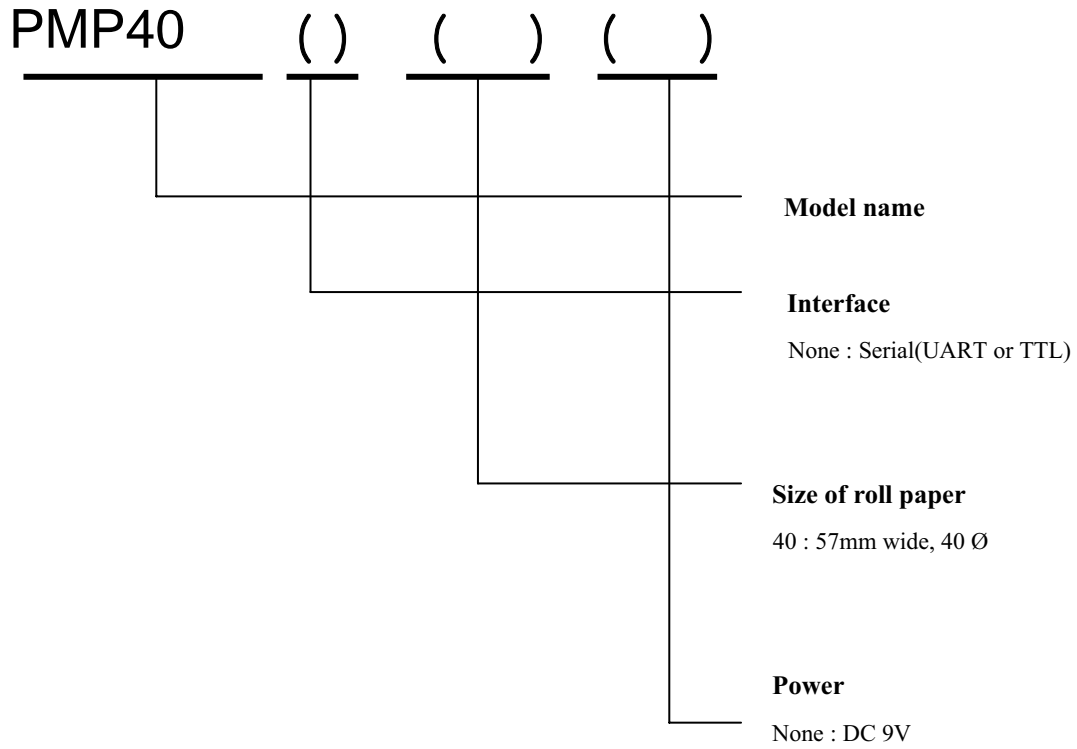 PMP40 ( ) ( ) ( )
Model name
Interface
None : Serial(UART or TTL)
Size of roll paper
40 : 57mm wide, 40 Ø
Power
None : DC 9V